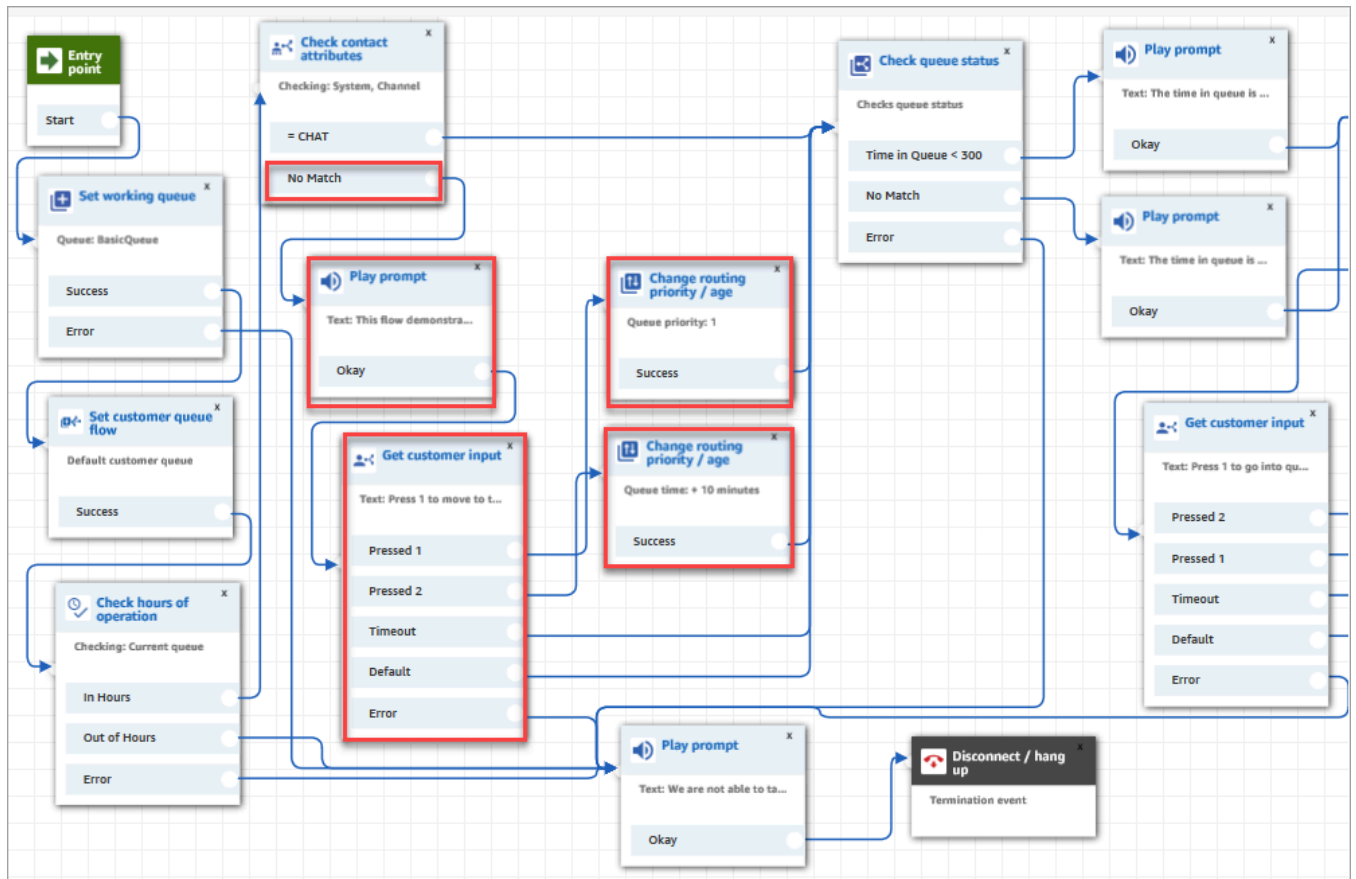 Entry
point
Start
x
Set working queue
Queue: BasicQueue
Success
Error
x
Set customer queue
flow
Default customer queue
Success
x
Check hours of
operation
Checking: Current queue
In Hours
Out of Hours
Error
x
Check contact
attributes
Checking: System, Channel
= CHAT
No Match
x
Play prompt
Text: This flow demonstra...
Okay
x
Get customer input
Text: Press 1 to move to t...
Pressed 1
Pressed 2
Timeout
Default
Error
x
Change routing
priority / age
Queue priority: 1
Success
x
Change routing
priority / age
Queue time: + 10 minutes
Success
x
Play prompt
Text: We are not able to ta...
Okay
x
Check queue status
Checks queue status
Time in Queue < 300
No Match
Error
x
Disconnect / hang
up
Termination event
x
Play prompt
Text: The time in queue is ...
Okay
x
Play prompt
Text: The time in queue is ...
Okay
x
Get customer input
Text: Press 1 to go into qu...
Pressed 2
Pressed 1
Timeout
Default
Error